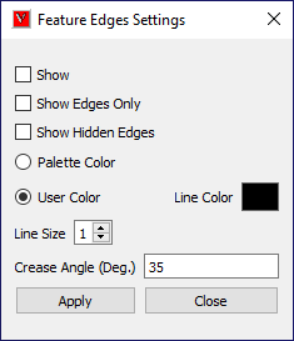 Feature Edges Settings
Show
Show Edges Only
Show Hidden Edges
Palette Color
User Color Line Color
Line Size 1
Crease Angle (Deg.) 35
Apply Close